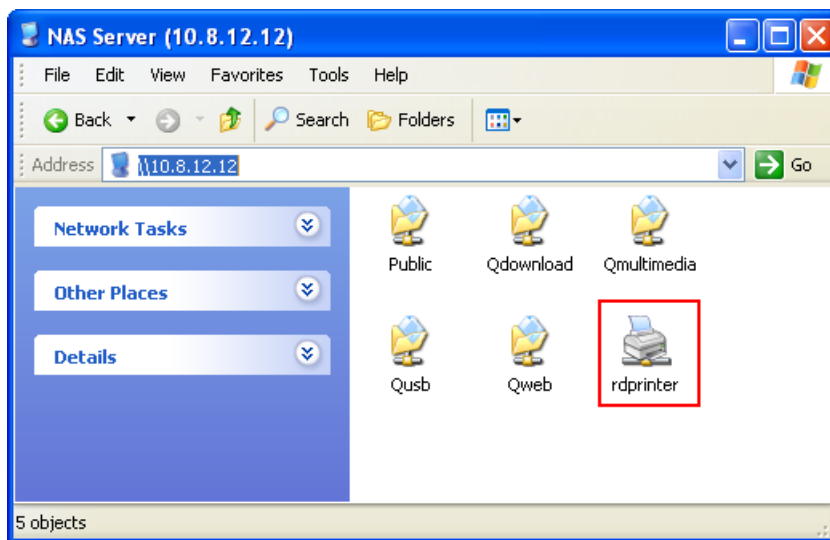 NAS Server (10.8.12.12)
File Edit View Favorites Tools Help
Back Search Folders
Address \\10.8.12.12 Go
Network Tasks
Other Places
Details
Public Qdownload Qmultimedia
Qusb Qweb rdprinter
5 objects